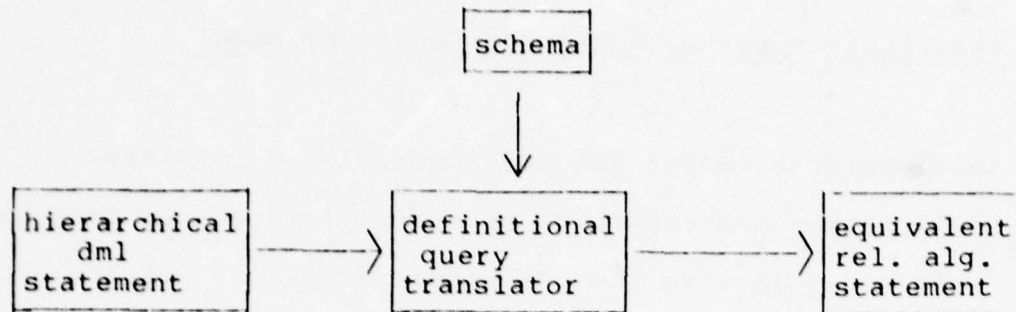 schema
hierarchical
dml
statement
definitional
query
translator
equivalent
rel. alg.
statement